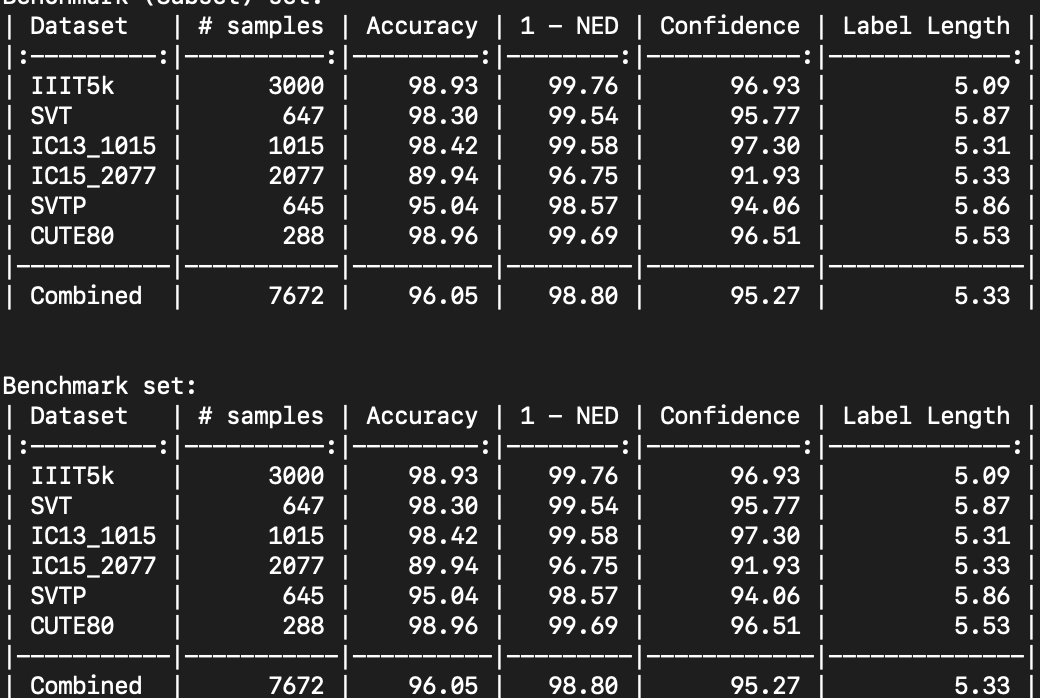 Benchmark (Subset) set:
| Dataset | # samples | Accuracy | 1 - NED | Confidence | Label Length |
|:---------:|----------:|---------:|--------:|-----------:|-------------:|
| IIIT5k | 3000 | 98.93 | 99.76 | 96.93 | 5.09 |
| SVT | 647 | 98.30 | 99.54 | 95.77 | 5.87 |
| IC13_1015 | 1015 | 98.42 | 99.58 | 97.30 | 5.31 |
| IC15_2077 | 2077 | 89.94 | 96.75 | 91.93 | 5.33 |
| SVTP | 645 | 95.04 | 98.57 | 94.06 | 5.86 |
| CUTE80 | 288 | 98.96 | 99.69 | 96.51 | 5.53 |
|-----------|-----------|----------|---------|------------|--------------|
| Combined | 7672 | 96.05 | 98.80 | 95.27 | 5.33 |
Benchmark set:
| Dataset | # samples | Accuracy | 1 - NED | Confidence | Label Length |
|:---------:|----------:|---------:|--------:|-----------:|-------------:|
| IIIT5k | 3000 | 98.93 | 99.76 | 96.93 | 5.09 |
| SVT | 647 | 98.30 | 99.54 | 95.77 | 5.87 |
| IC13_1015 | 1015 | 98.42 | 99.58 | 97.30 | 5.31 |
| IC15_2077 | 2077 | 89.94 | 96.75 | 91.93 | 5.33 |
| SVTP | 645 | 95.04 | 98.57 | 94.06 | 5.86 |
| CUTE80 | 288 | 98.96 | 99.69 | 96.51 | 5.53 |
|-----------|-----------|----------|---------|------------|--------------|
| Combined | 7672 | 96.05 | 98.80 | 95.27 | 5.33 |